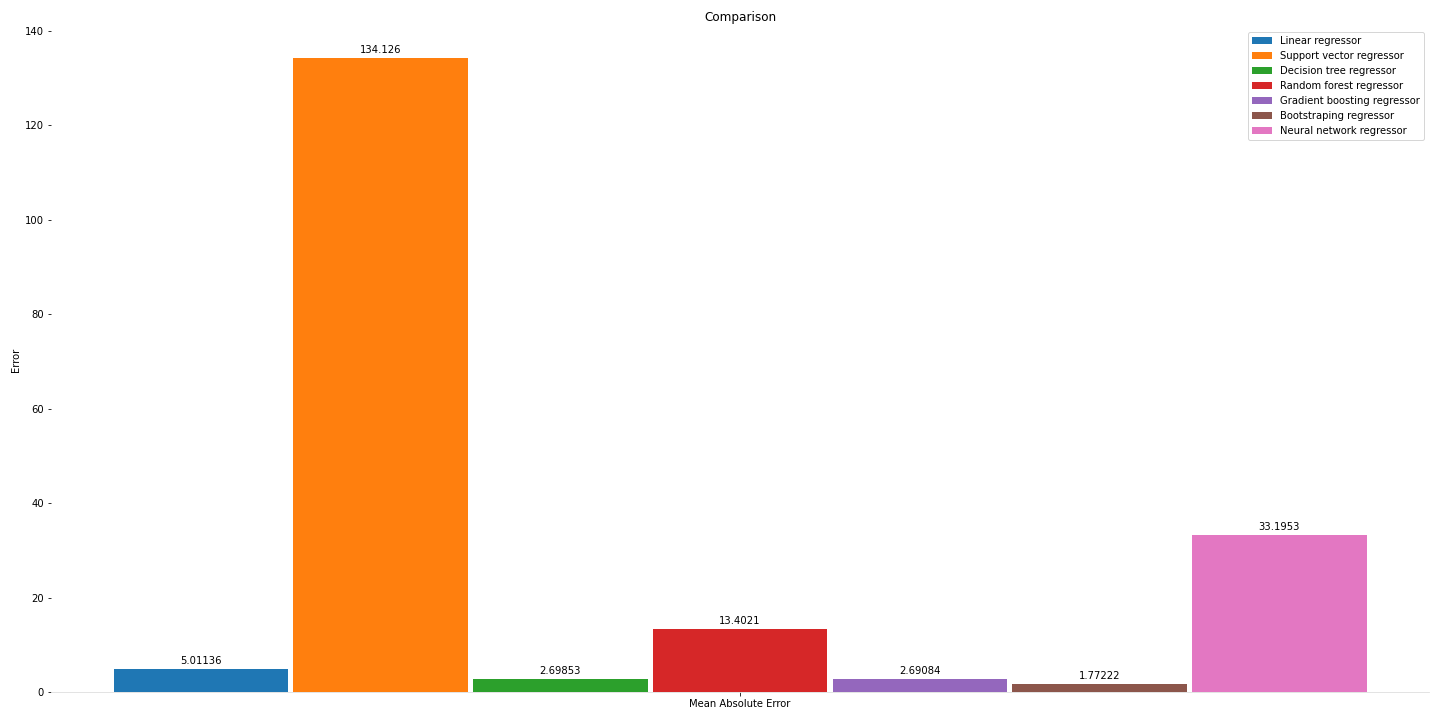 Comparison
140
120
100
80
60
40
20
0
Error
134.126
5.01136
2.69853
13.4021
2.69084
1.77222
33.1953
Mean Absolute Error
Linear regressor
Support vector regressor
Decision tree regressor
Random forest regressor
Gradient boosting regressor
Bootstraping regressor
Neural network regressor